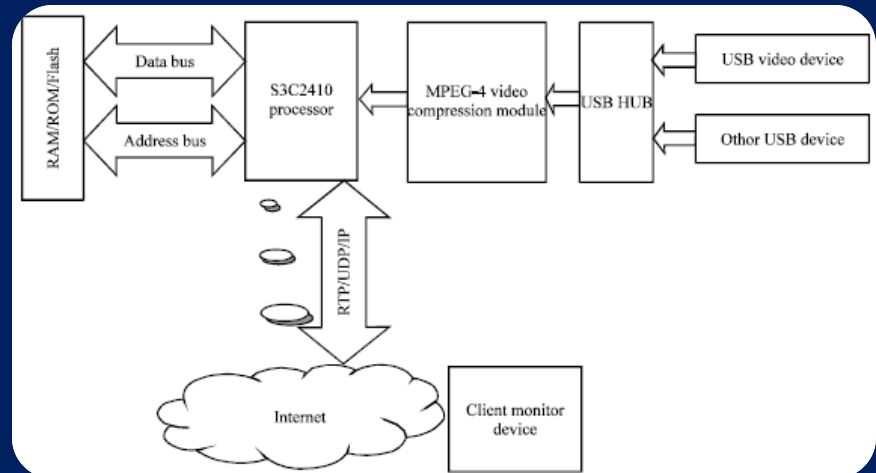 RAM/ROM/Flash
Data bus
Address bus
S3C2410
processor
MPEG-4 video
compression module
USB HUB
USB video device
Othor USB device
RTP/UDP/IP
Internet
Client monitor
device